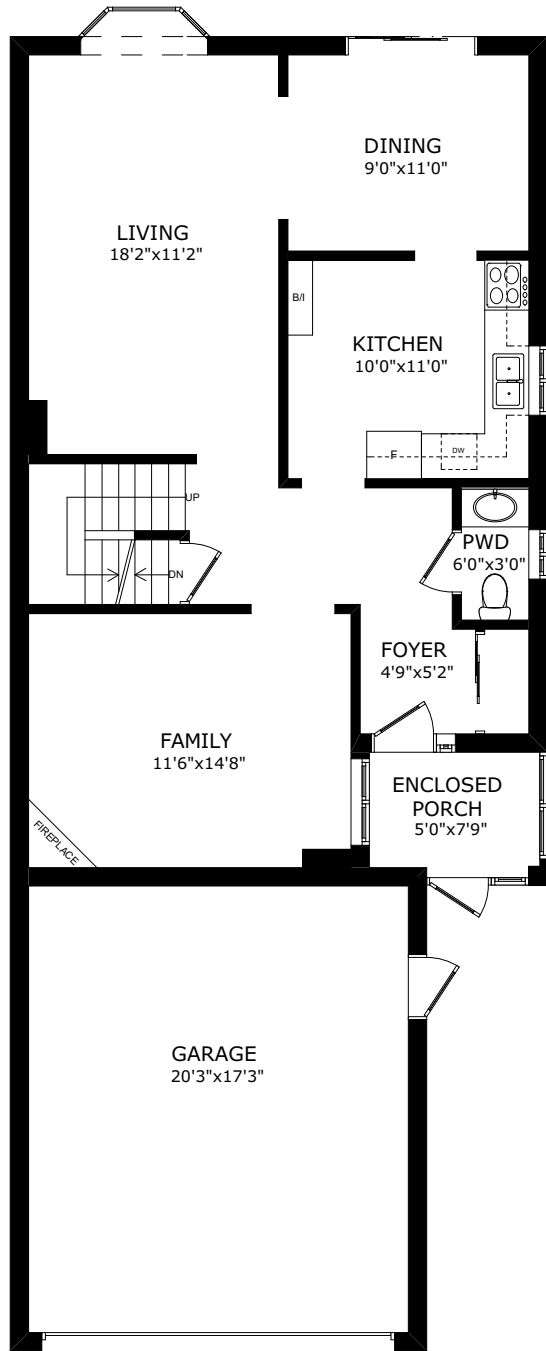 DINING
9'0"x11'0"
LIVING
18'2"x11'2"
B/I
KITCHEN
10'0"x11'0"
F
DW
UP
DN
PWD
6'0"x3'0"
FOYER
4'9"x5'2"
FAMILY
11'6"x14'8"
FIREPLACE
ENCLOSED
PORCH
5'0"x7'9"
GARAGE
20'3"x17'3"